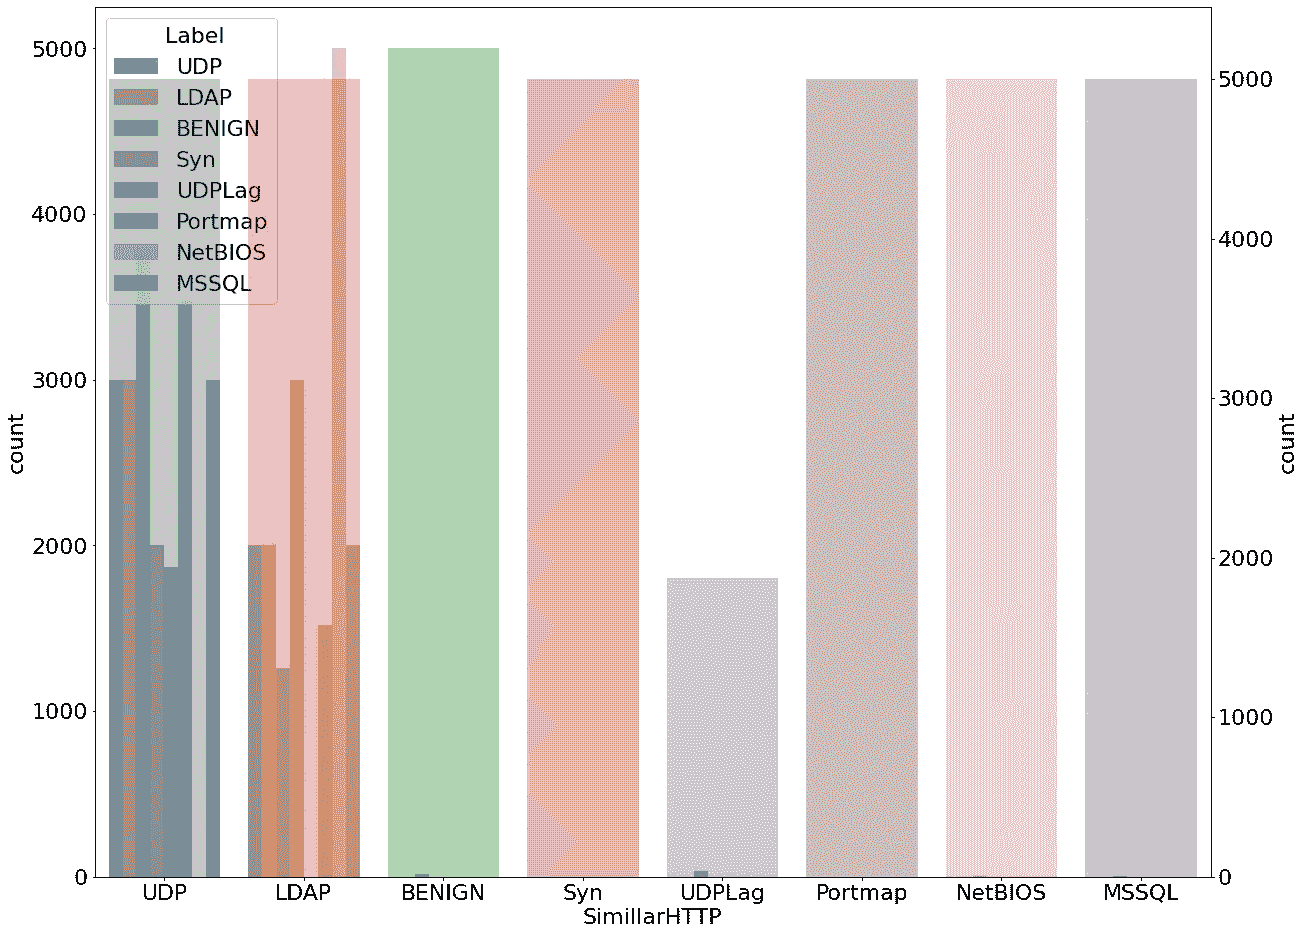 Label
UDP
LDAP
BENIGN
Syn
UDPLag
Portmap
NetBIOS
MSSQL
5000
4000
3000
2000
1000
0
count
5000
4000
3000
2000
1000
0
count
UDP LDAP BENIGN Syn UDPLag Portmap NetBIOS MSSQL
SimillarHTTP